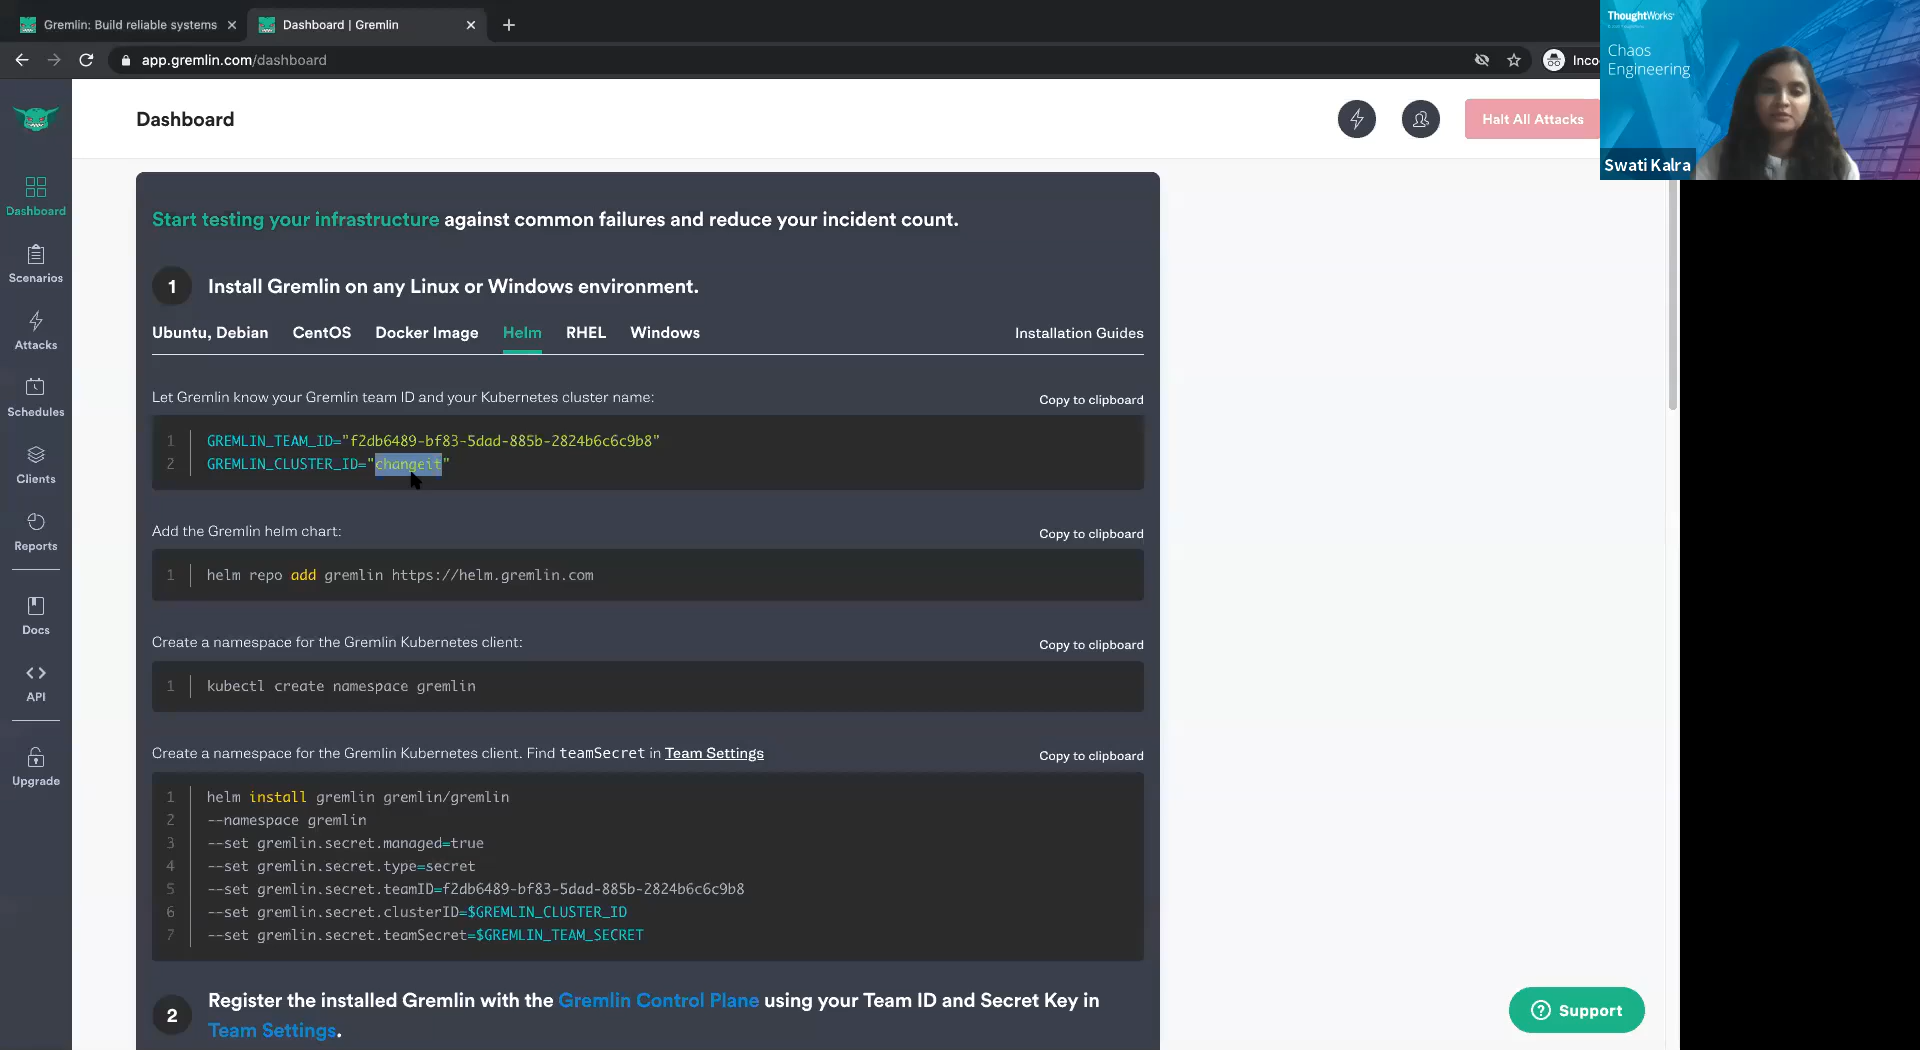 Gremlin: Build reliable systems
Dashboard | Gremlin
app.gremlin.com/dashboard
Inco
ThoughtWorks
Chaos
Engineering
Swati Kalra
Dashboard
Halt All Attacks
Dashboard
Scenarios
Attacks
Schedules
Clients
Reports
Docs
API
Upgrade
Start testing your infrastructure against common failures and reduce your incident count.
1 Install Gremlin on any Linux or Windows environment.
Ubuntu, Debian CentOS Docker Image Helm RHEL Windows Installation Guides
Let Gremlin know your Gremlin team ID and your Kubernetes cluster name: Copy to clipboard
1 GREMLIN_TEAM_ID="f2db6489-bf83-5dad-885b-2824b6c6c9b8"
2 GREMLIN_CLUSTER_ID="changeit"
Add the Gremlin helm chart: Copy to clipboard
1 helm repo add gremlin https://helm.gremlin.com
Create a namespace for the Gremlin Kubernetes client: Copy to clipboard
1 kubectl create namespace gremlin
Create a namespace for the Gremlin Kubernetes client. Find teamSecret in Team Settings Copy to clipboard
1 helm install gremlin gremlin/gremlin
2 --namespace gremlin
3 --set gremlin.secret.managed=true
4 --set gremlin.secret.type=secret
5 --set gremlin.secret.teamID=f2db6489-bf83-5dad-885b-2824b6c6c9b8
6 --set gremlin.secret.clusterID=$GREMLIN_CLUSTER_ID
7 --set gremlin.secret.teamSecret=$GREMLIN_TEAM_SECRET
2 Register the installed Gremlin with the Gremlin Control Plane using your Team ID and Secret Key in
Team Settings.
Support